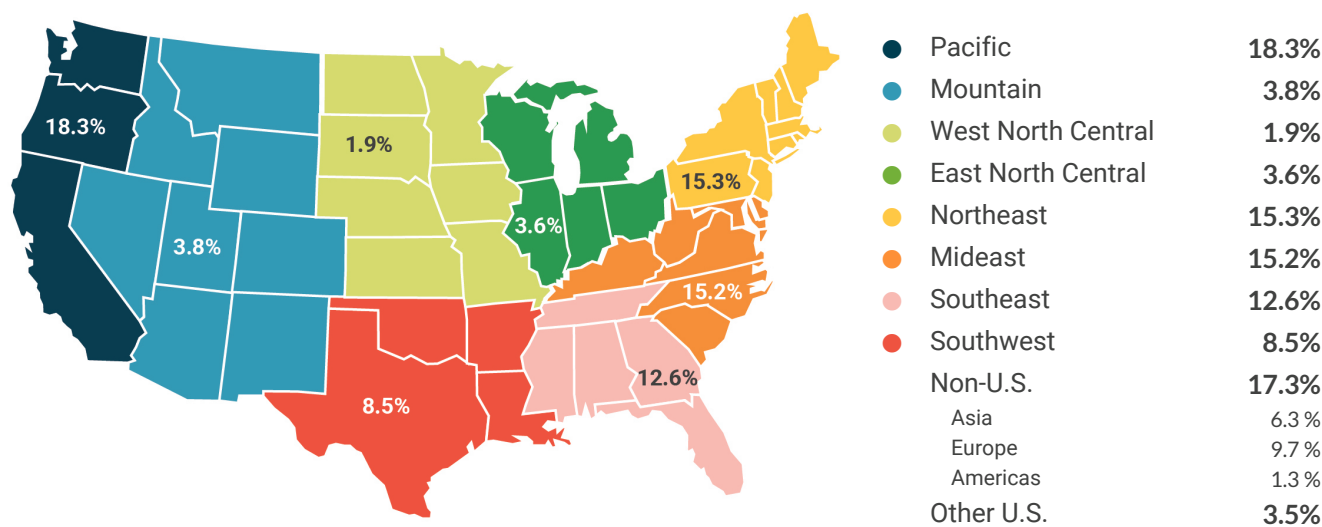 18.3%
1.9%
15.3%
3.6%
3.8%
15.2%
12.6%
8.5%
Pacific 18.3%
Mountain 3.8%
West North Central 1.9%
East North Central 3.6%
Northeast 15.3%
Mideast 15.2%
Southeast 12.6%
Southwest 8.5%
Non-U.S. 17.3%
Asia 6.3 %
Europe 9.7 %
Americas 1.3 %
Other U.S. 3.5%